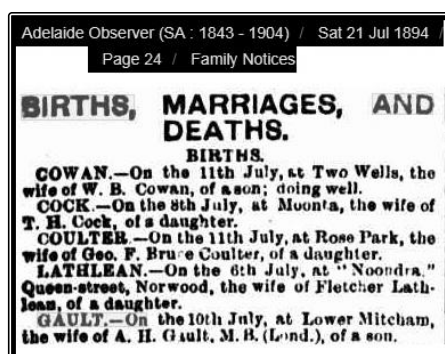 Adelaide Observer (SA : 1843 - 1904) / Sat 21 Jul 1894 /
Page 24 / Family Notices
BIRTHS, MARRIAGES, AND
DEATHS.
BIRTHS.
COWAN.—On the 11th July, at Two Wells, the
wife of W. B. Cowan, of a son; doing well.
COCK.—On the 8th July, at Moonta, the wife of
T. H. Cock, of a daughter.
COULTER.—On the 11th July, at Rose Park, the
wife of Geo. F. Bruce Coulter, of a daughter.
LATHLEAN.—On the 6th July, at "Noondra,"
Queen-street, Norwood, the wife of Fletcher Lath-
lean, of a daughter.
GAULT.—On the 10th July, at Lower Mitcham,
the wife of A. H. Gault, M.B. (Lond.), of a son.